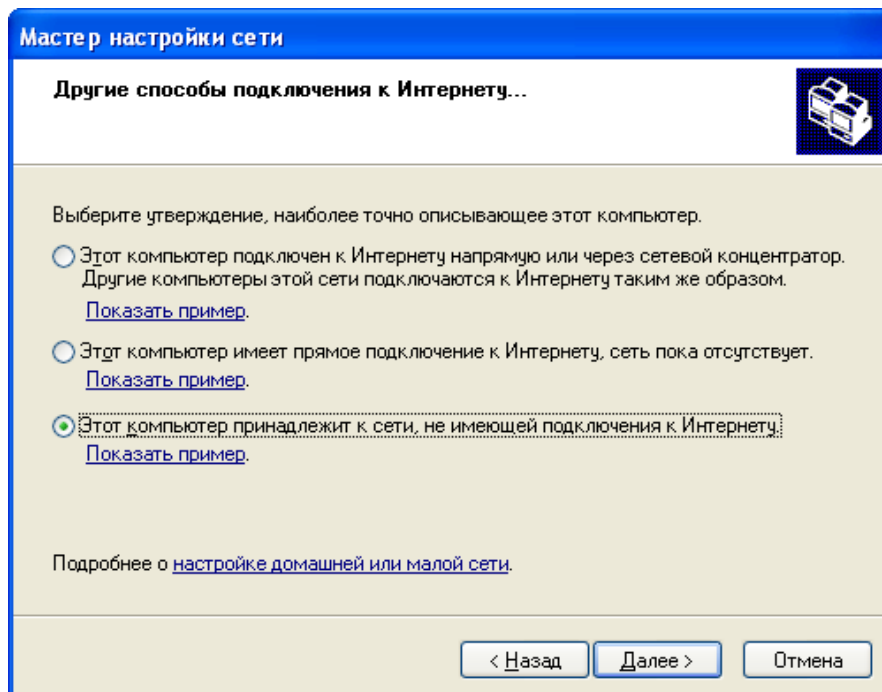 Мастер настройки сети
Другие способы подключения к Интернету...
Выберите утверждение, наиболее точно описывающее этот компьютер.
Этот компьютер подключен к Интернету напрямую или через сетевой концентратор.
Другие компьютеры этой сети подключаются к Интернету таким же образом.
Показать пример.
Этот компьютер имеет прямое подключение к Интернету, сеть пока отсутствует.
Показать пример.
Этот компьютер принадлежит к сети, не имеющей подключения к Интернету.
Показать пример.
Подробнее о настройке домашней или малой сети.
< Назад Далее > Отмена